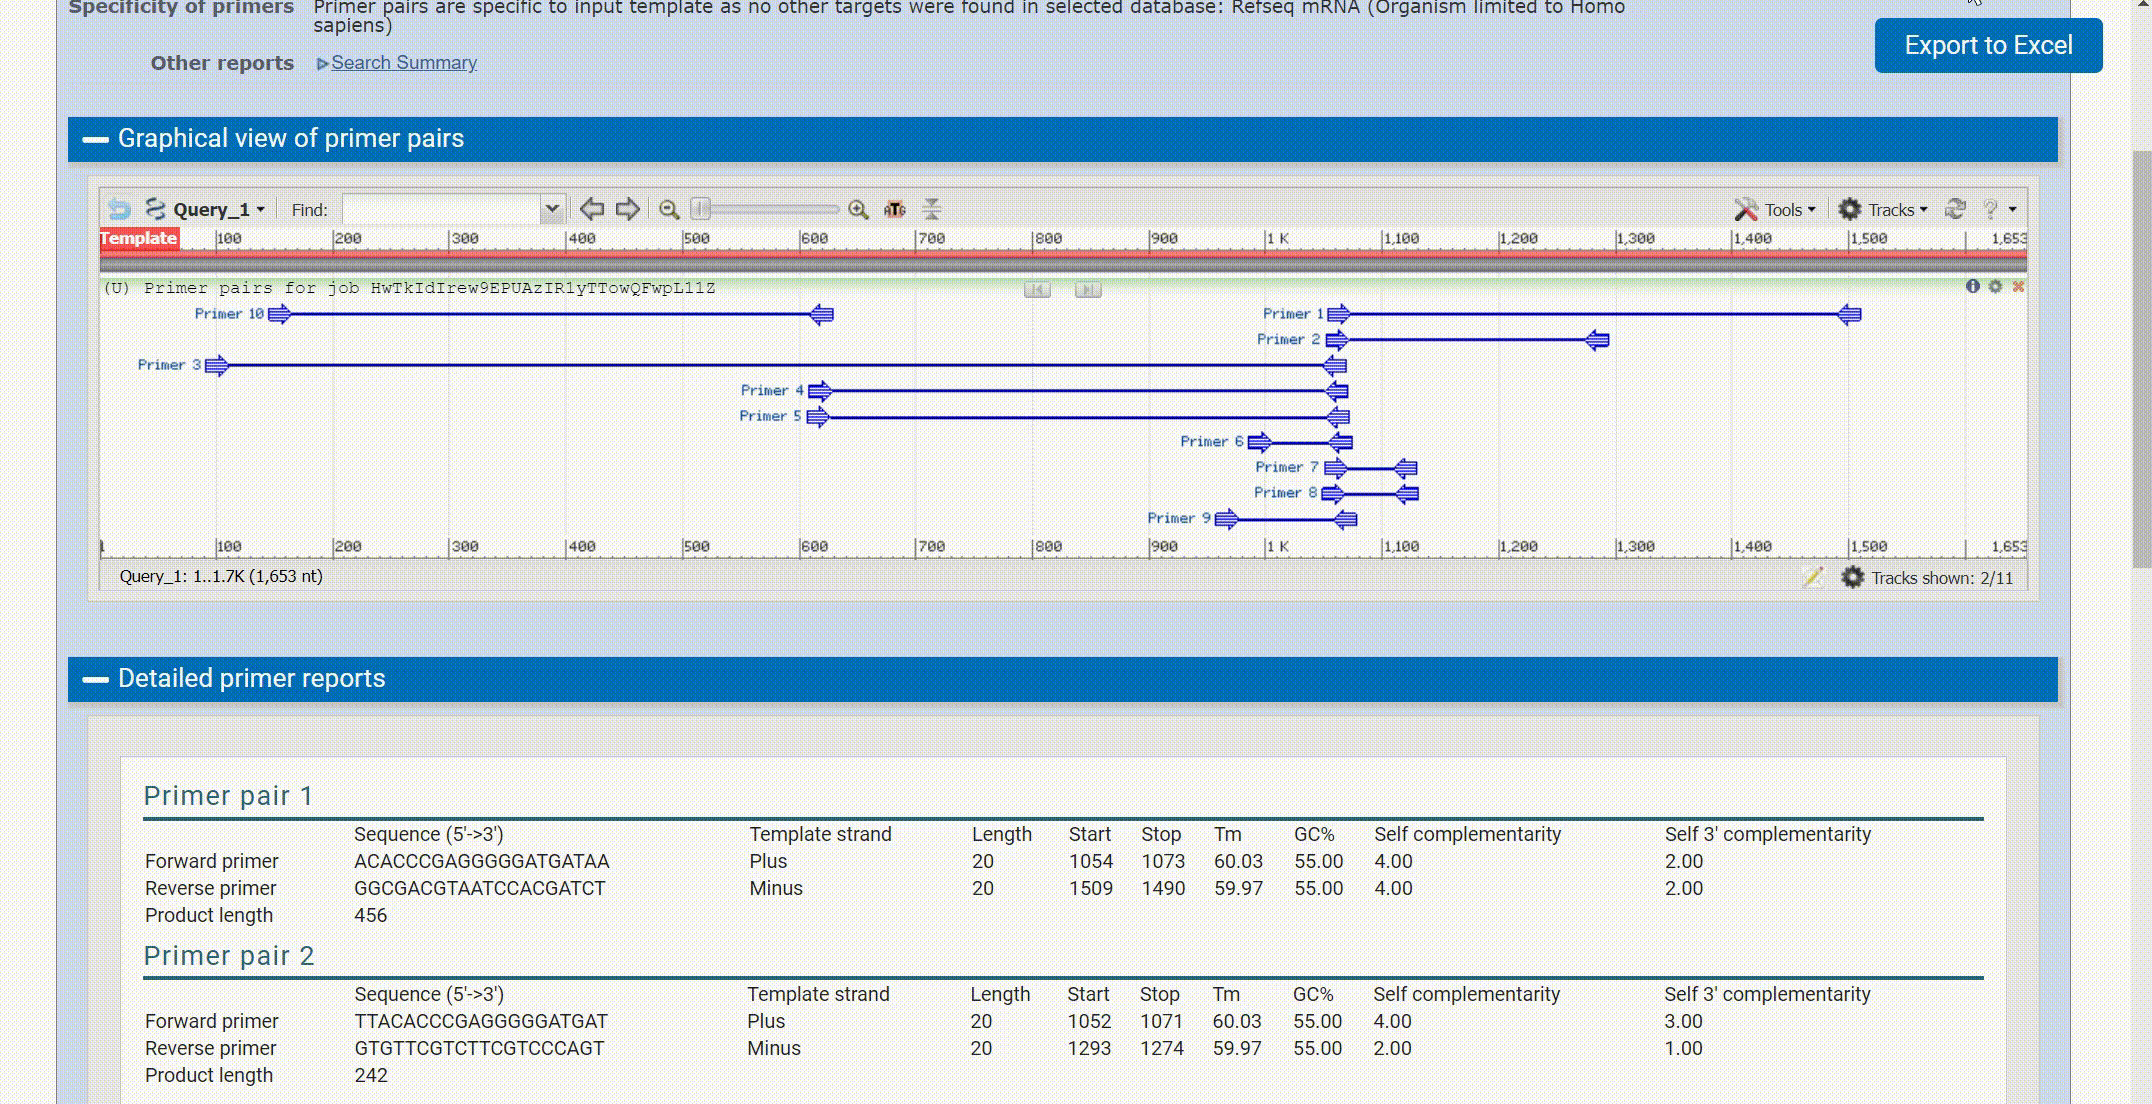 Specificity of primers Primer pairs are specific to input template as no other targets were found in selected database: Refseq mRNA (Organism limited to Homo
sapiens)
Export to Excel
Other reports Search Summary
Graphical view of primer pairs
Query_1 Find: ATG Tools Tracks ?
Template 100 200 300 400 500 600 700 800 900 1 K 1,100 1,200 1,300 1,400 1,500 1,653
(U) Primer pairs for job HwTkIdIrew9EPUAzIR1yTTowQFwpL11Z
Primer 10 Primer 1
Primer 2
Primer 3
Primer 4
Primer 5
Primer 6
Primer 7
Primer 8
Primer 9
1 100 200 300 400 500 600 700 800 900 1 K 1,100 1,200 1,300 1,400 1,500 1,653
Query_1: 1..1.7K (1,653 nt) Tracks shown: 2/11
Detailed primer reports
Primer pair 1
Sequence (5'->3') Template strand Length Start Stop Tm GC% Self complementarity Self 3' complementarity
Forward primer ACACCCGAGGGGGATGATAA Plus 20 1054 1073 60.03 55.00 4.00 2.00
Reverse primer GGCGACGTAATCCACGATCT Minus 20 1509 1490 59.97 55.00 4.00 2.00
Product length 456
Primer pair 2
Sequence (5'->3') Template strand Length Start Stop Tm GC% Self complementarity Self 3' complementarity
Forward primer TTACACCCGAGGGGGATGAT Plus 20 1052 1071 60.03 55.00 4.00 3.00
Reverse primer GTGTTCGTCTTCGTCCCAGT Minus 20 1293 1274 59.97 55.00 2.00 1.00
Product length 242